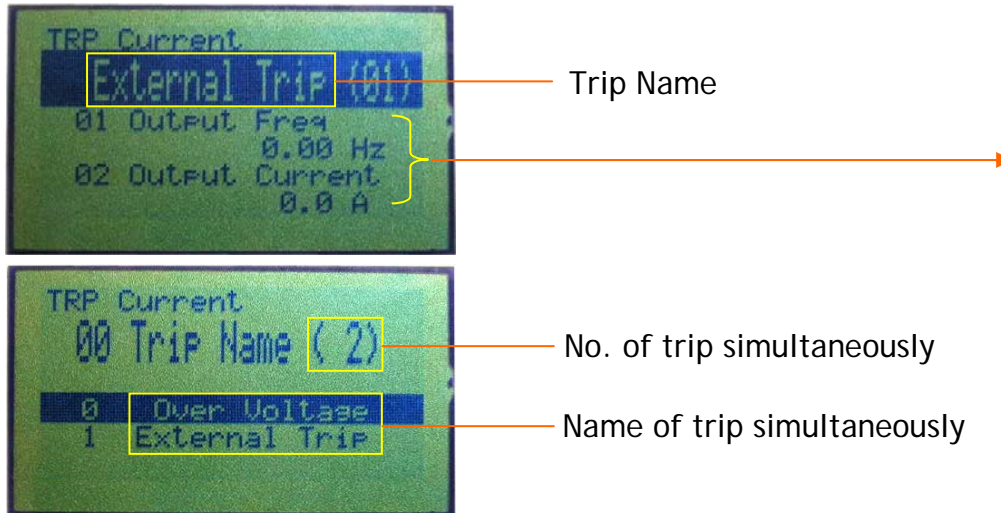 TRP Current
External Trip (01)
01 Output Freq
0.00 Hz
02 Output Current
0.0 A
Trip Name
TRP Current
00 Trip Name ( 2)
0 Over Voltage
1 External Trip
No. of trip simultaneously
Name of trip simultaneously